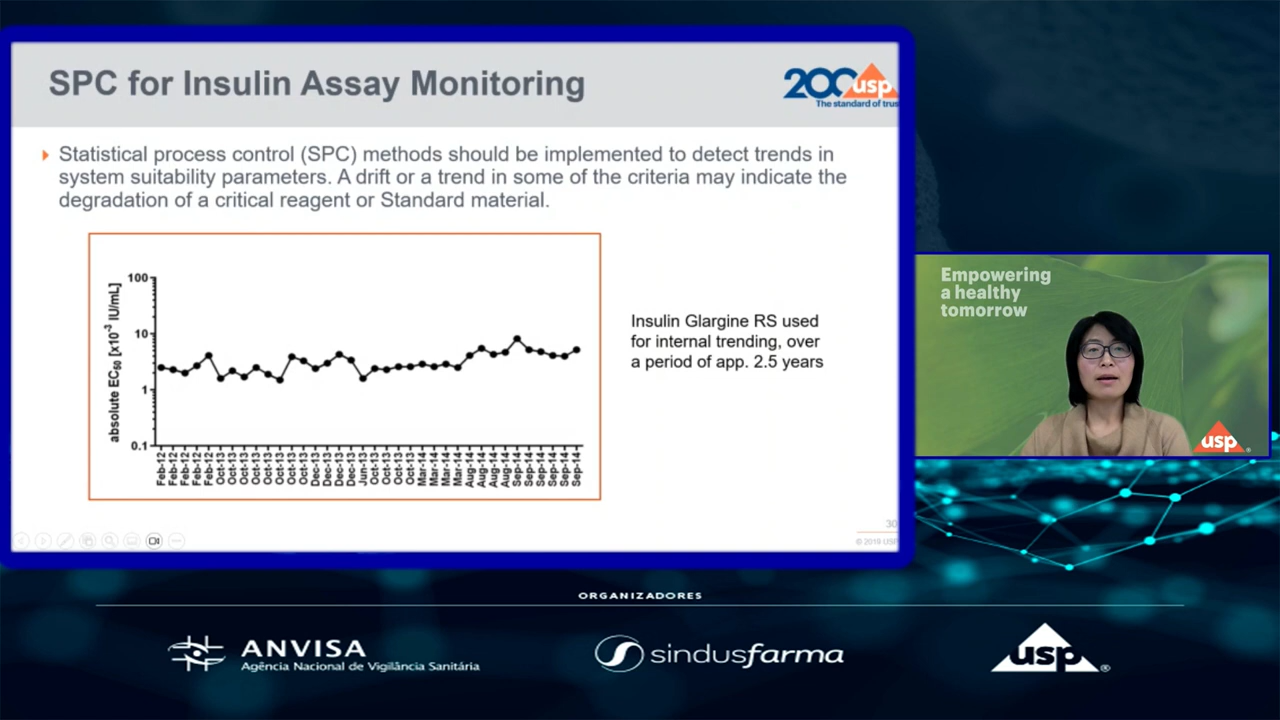 SPC for Insulin Assay Monitoring
200 usp
The standard of trus
Statistical process control (SPC) methods should be implemented to detect trends in
system suitability parameters. A drift or a trend in some of the criteria may indicate the
degradation of a critical reagent or Standard material.
absolute EC50 [x10-3 IU/mL]
100
10
1
0.1
Feb-12
Feb-12
Feb-12
Feb-12
Feb-12
Oct-13
Oct-13
Oct-13
Oct-13
Oct-13
Oct-13
Oct-13
Oct-13
Dec-13
Dec-13
Dec-13
Dec-13
Jun-13
Oct-13
Oct-13
Oct-13
Oct-13
Mar-14
Mar-14
Mar-14
Mar-14
Aug-14
Aug-14
Aug-14
Aug-14
Sep-14
Sep-14
Sep-14
Sep-14
Sep-14
Sep-14
Insulin Glargine RS used
for internal trending, over
a period of app. 2.5 years
30
© 2019 USP
Empowering
a healthy
tomorrow
usp®
ORGANIZADORES
ANVISA
Agência Nacional de Vigilância Sanitária
sindusfarma
usp®